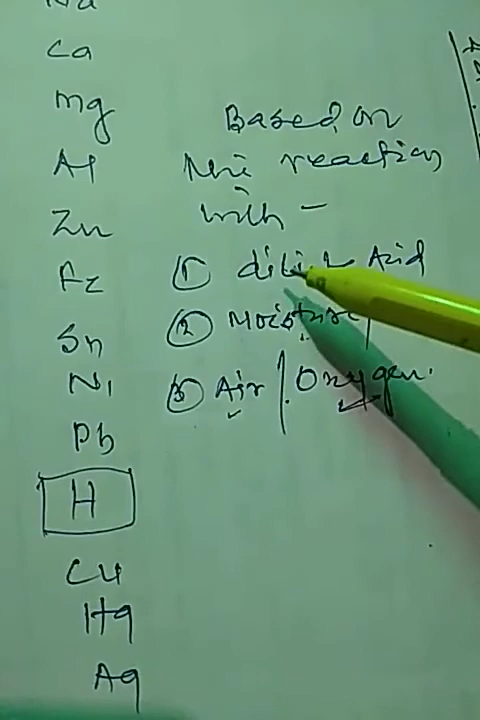 Na
Ca
Mg
Al
Zn
Fe
Sn
Ni
Pb
H
Cu
Hg
Ag
Based on
the reaction
with -
① Acid
② Moisture /
③ Air / Oxygen.